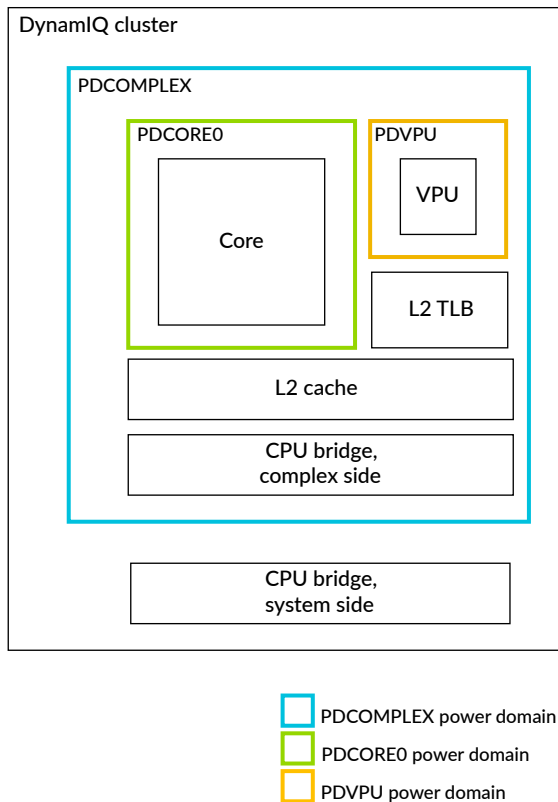 DynamIQ cluster
PDCOMPLEX
PDCORE0
PDVPU
Core
VPU
L2 TLB
L2 cache
CPU bridge,
complex side
CPU bridge,
system side
PDCOMPLEX power domain
PDCORE0 power domain
PDVPU power domain